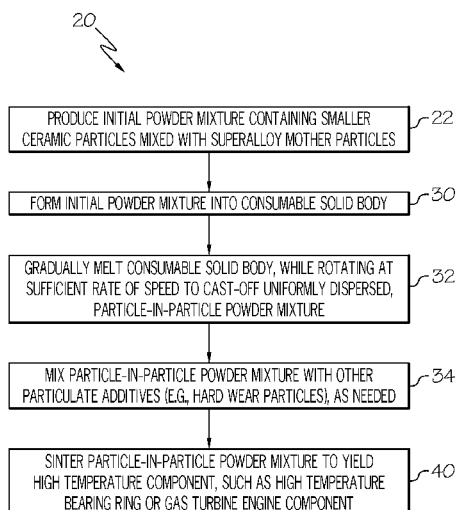 20
PRODUCE INITIAL POWDER MIXTURE CONTAINING SMALLER
CERAMIC PARTICLES MIXED WITH SUPERALLOY MOTHER PARTICLES
22
FORM INITIAL POWDER MIXTURE INTO CONSUMABLE SOLID BODY
30
GRADUALLY MELT CONSUMABLE SOLID BODY, WHILE ROTATING AT
SUFFICIENT RATE OF SPEED TO CAST-OFF UNIFORMLY DISPERSED,
PARTICLE-IN-PARTICLE POWDER MIXTURE
32
MIX PARTICLE-IN-PARTICLE POWDER MIXTURE WITH OTHER
PARTICULATE ADDITIVES (E.G., HARD WEAR PARTICLES), AS NEEDED
34
SINTER PARTICLE-IN-PARTICLE POWDER MIXTURE TO YIELD
HIGH TEMPERATURE COMPONENT, SUCH AS HIGH TEMPERATURE
BEARING RING OR GAS TURBINE ENGINE COMPONENT
40